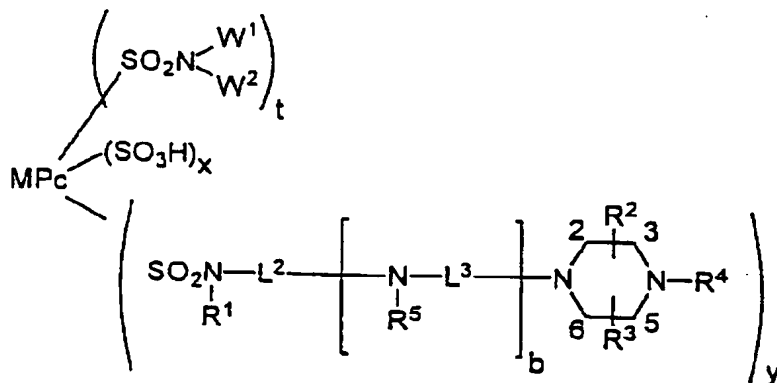 W¹
SO₂N
W²
t
(SO₃H)ₓ
MPc
R²
2 3
SO₂N—L² N—L³ N N—R⁴
R¹ R⁵ 6 R³ 5
b
y